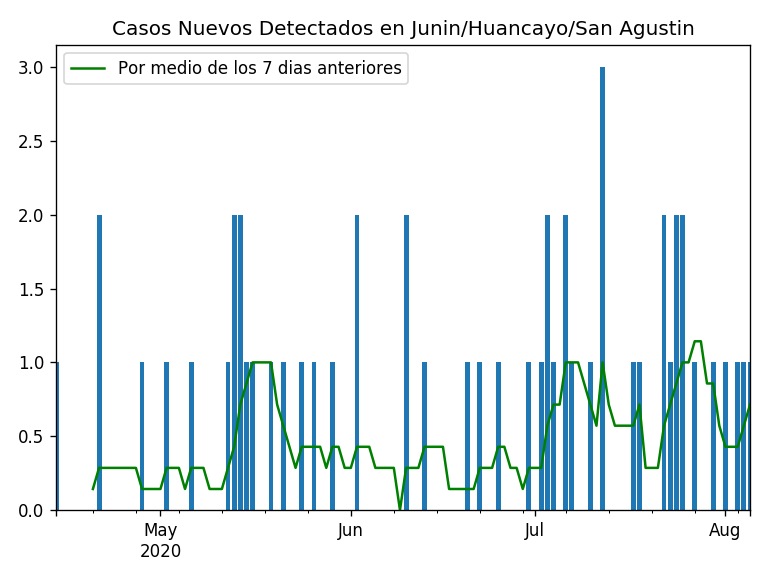 Casos Nuevos Detectados en Junin/Huancayo/San Agustin
Por medio de los 7 dias anteriores
3.0
2.5
2.0
1.5
1.0
0.5
0.0
May Jun Jul Aug
2020